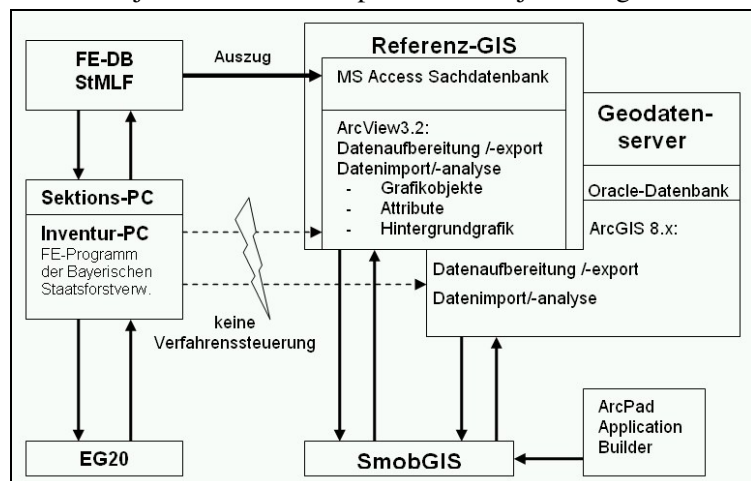 FE-DB
StMLF
Auszug
Referenz-GIS
MS Access Sachdatenbank
ArcView3.2:
Datenaufbereitung /-export
Datenimport/-analyse
- Grafikobjekte
- Attribute
- Hintergrundgrafik
Geodaten-
server
Oracle-Datenbank
ArcGIS 8.x:
Datenaufbereitung /-export
Datenimport/-analyse
Sektions-PC
Inventur-PC
FE-Programm
der Bayerischen
Staatsforstverw.
keine
Verfahrenssteuerung
EG20
SmobGIS
ArcPad
Application
Builder